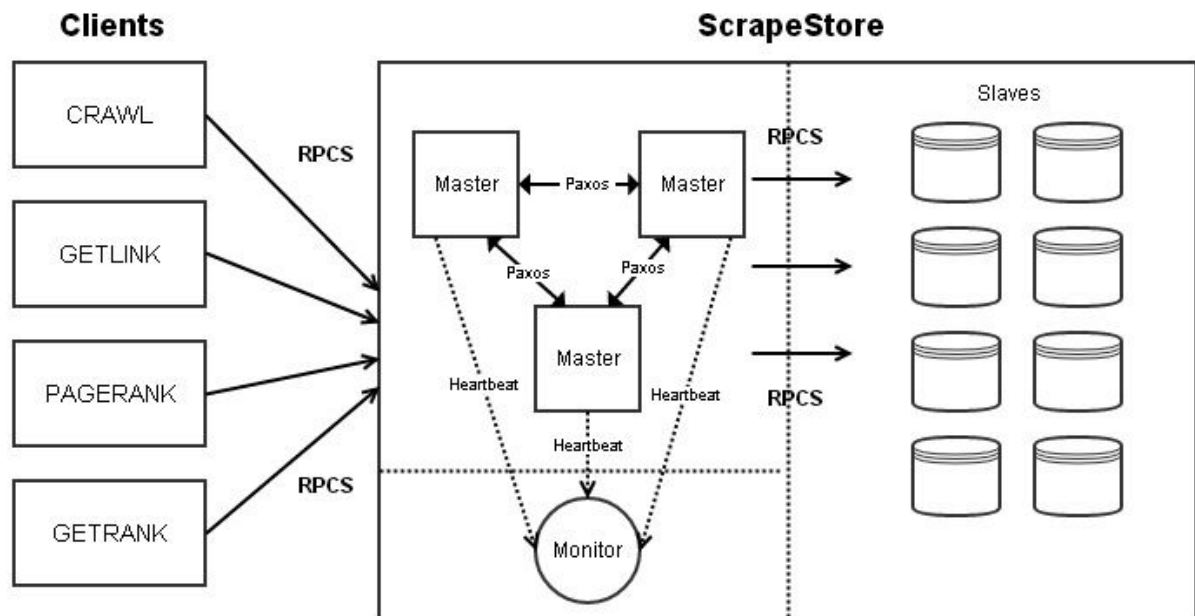 Clients
ScrapeStore
CRAWL
GETLINK
PAGERANK
GETRANK
RPCS
RPCS
Master
Paxos
Master
Paxos
Paxos
Master
Heartbeat
Heartbeat
Heartbeat
Monitor
RPCS
RPCS
Slaves